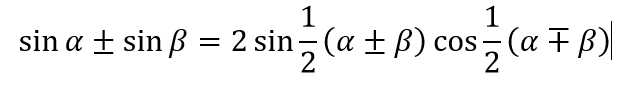 sin α ± sin β = 2 sin 1/2 (α ± β) cos 1/2 (α ∓ β)